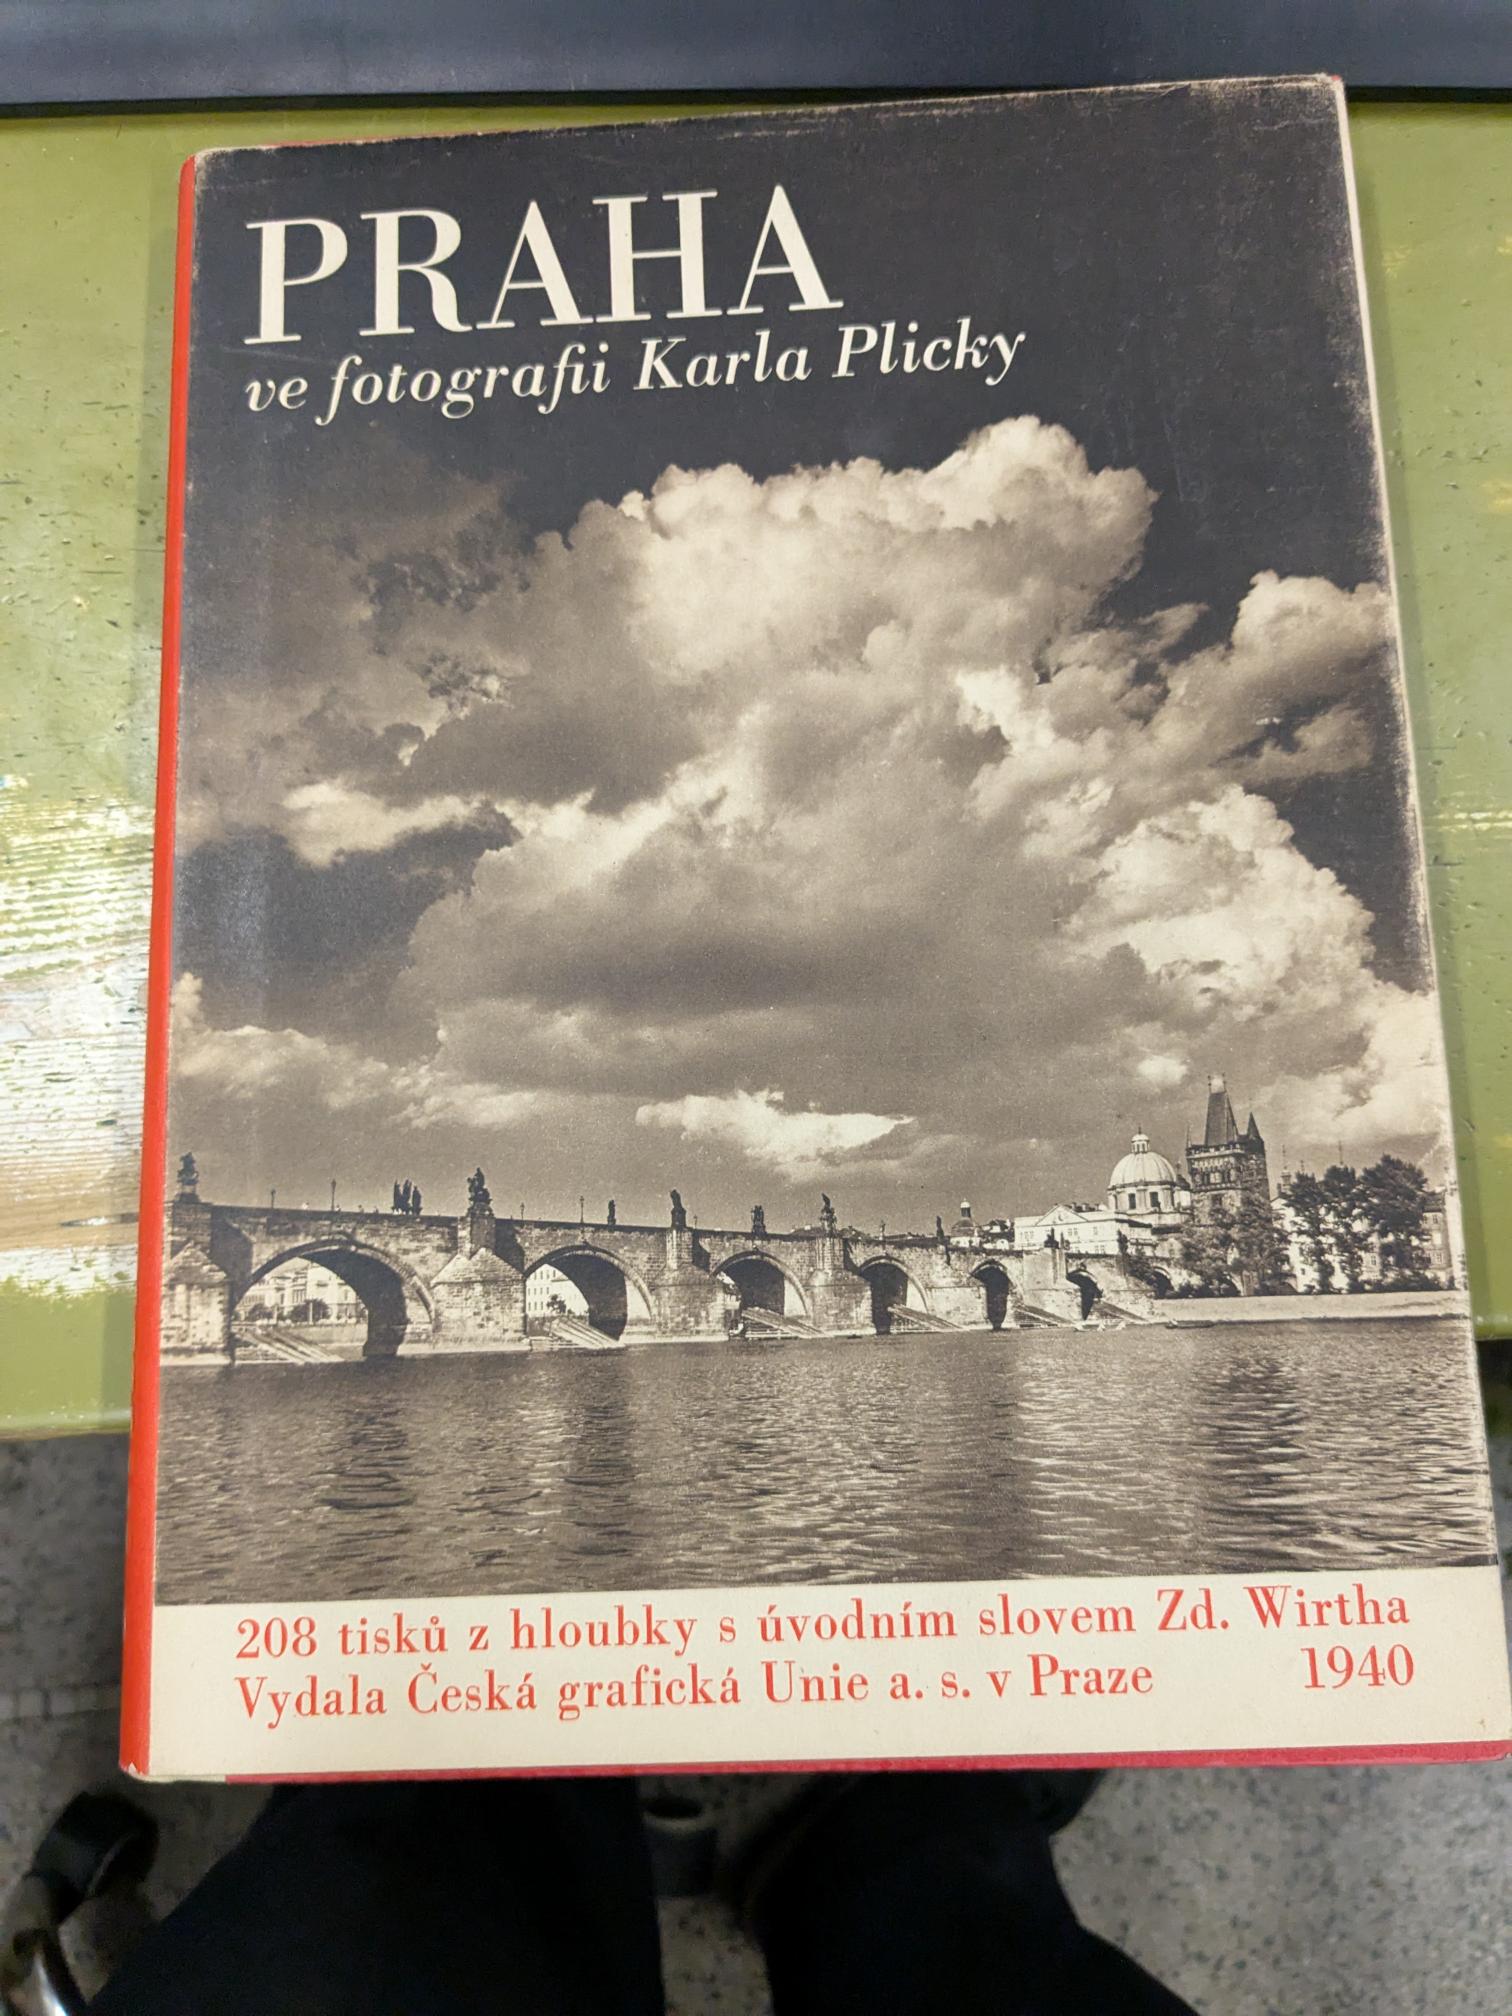 PRAHA
ve fotografii Karla Plicky
208 tisků z hloubky s úvodním slovem Zd. Wirtha
Vydala Česká grafická Unie a. s. v Praze 1940